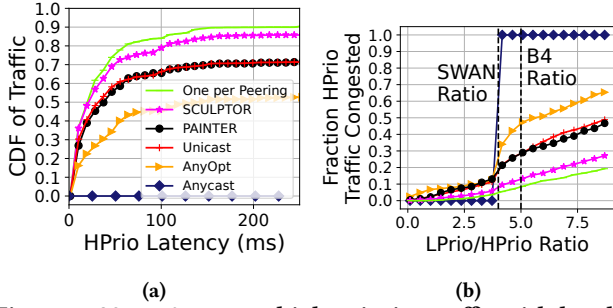 (a)
1.0
0.9
0.8
0.7
0.6
0.5
0.4
0.3
0.2
0.1
0.0
CDF of Traffic
One per Peering
SCULPTOR
PAINTER
Unicast
AnyOpt
Anycast
0 100 200
HPrio Latency (ms)
(a)
(b)
1.0
0.9
0.8
0.7
0.6
0.5
0.4
0.3
0.2
0.1
0.0
Fraction HPrio
Traffic Congested
SWAN
Ratio
B4
Ratio
0.0 2.5 5.0 7.5
LPrio/HPrio Ratio
(b)